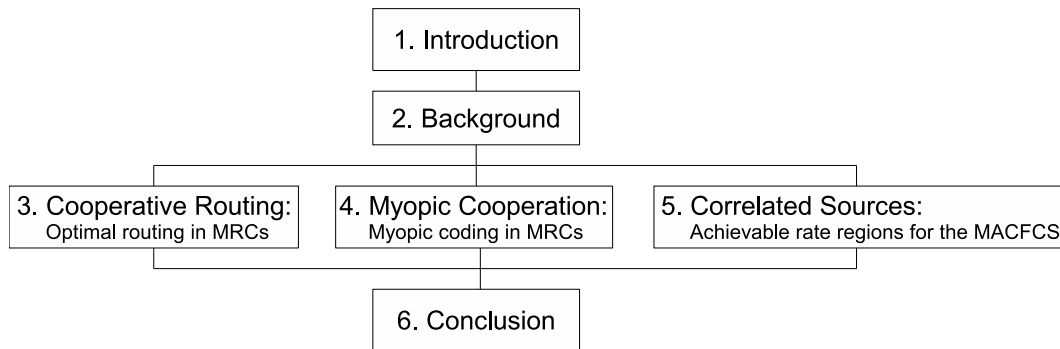 1. Introduction
2. Background
3. Cooperative Routing:
Optimal routing in MRCs
4. Myopic Cooperation:
Myopic coding in MRCs
5. Correlated Sources:
Achievable rate regions for the MACFCS
6. Conclusion